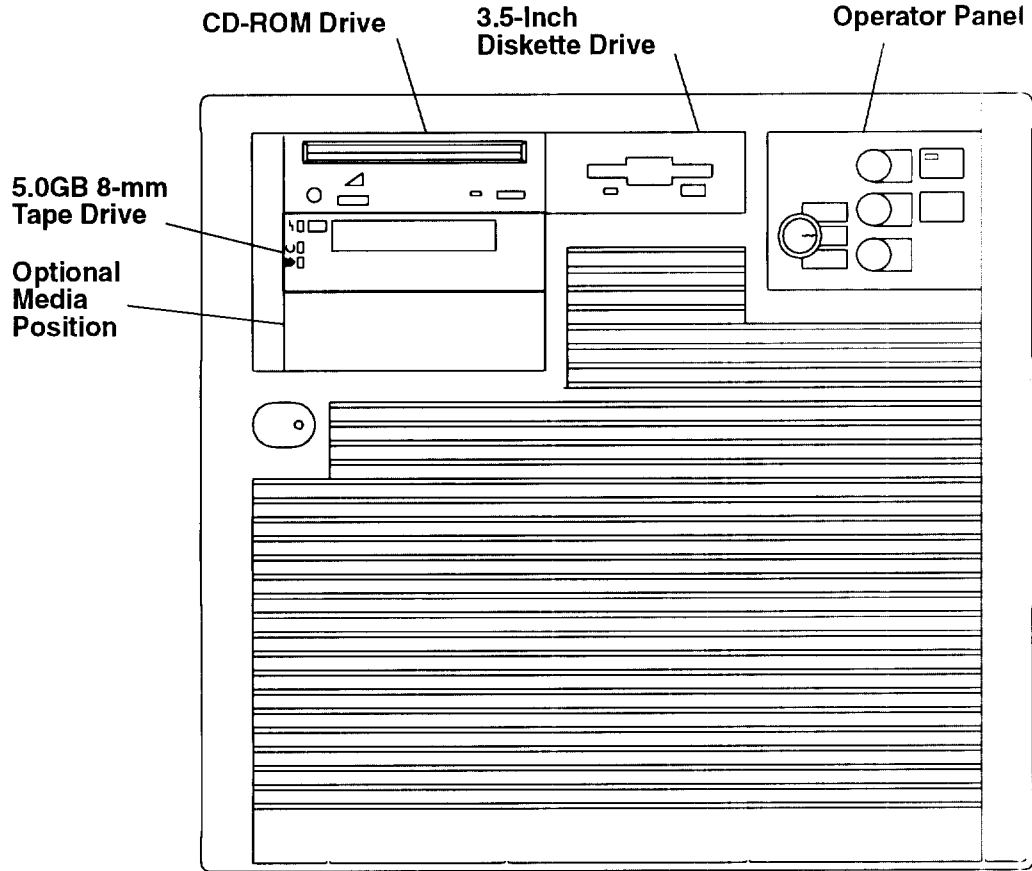 CD-ROM Drive
3.5-Inch
Diskette Drive
Operator Panel
5.0GB 8-mm
Tape Drive
Optional
Media
Position